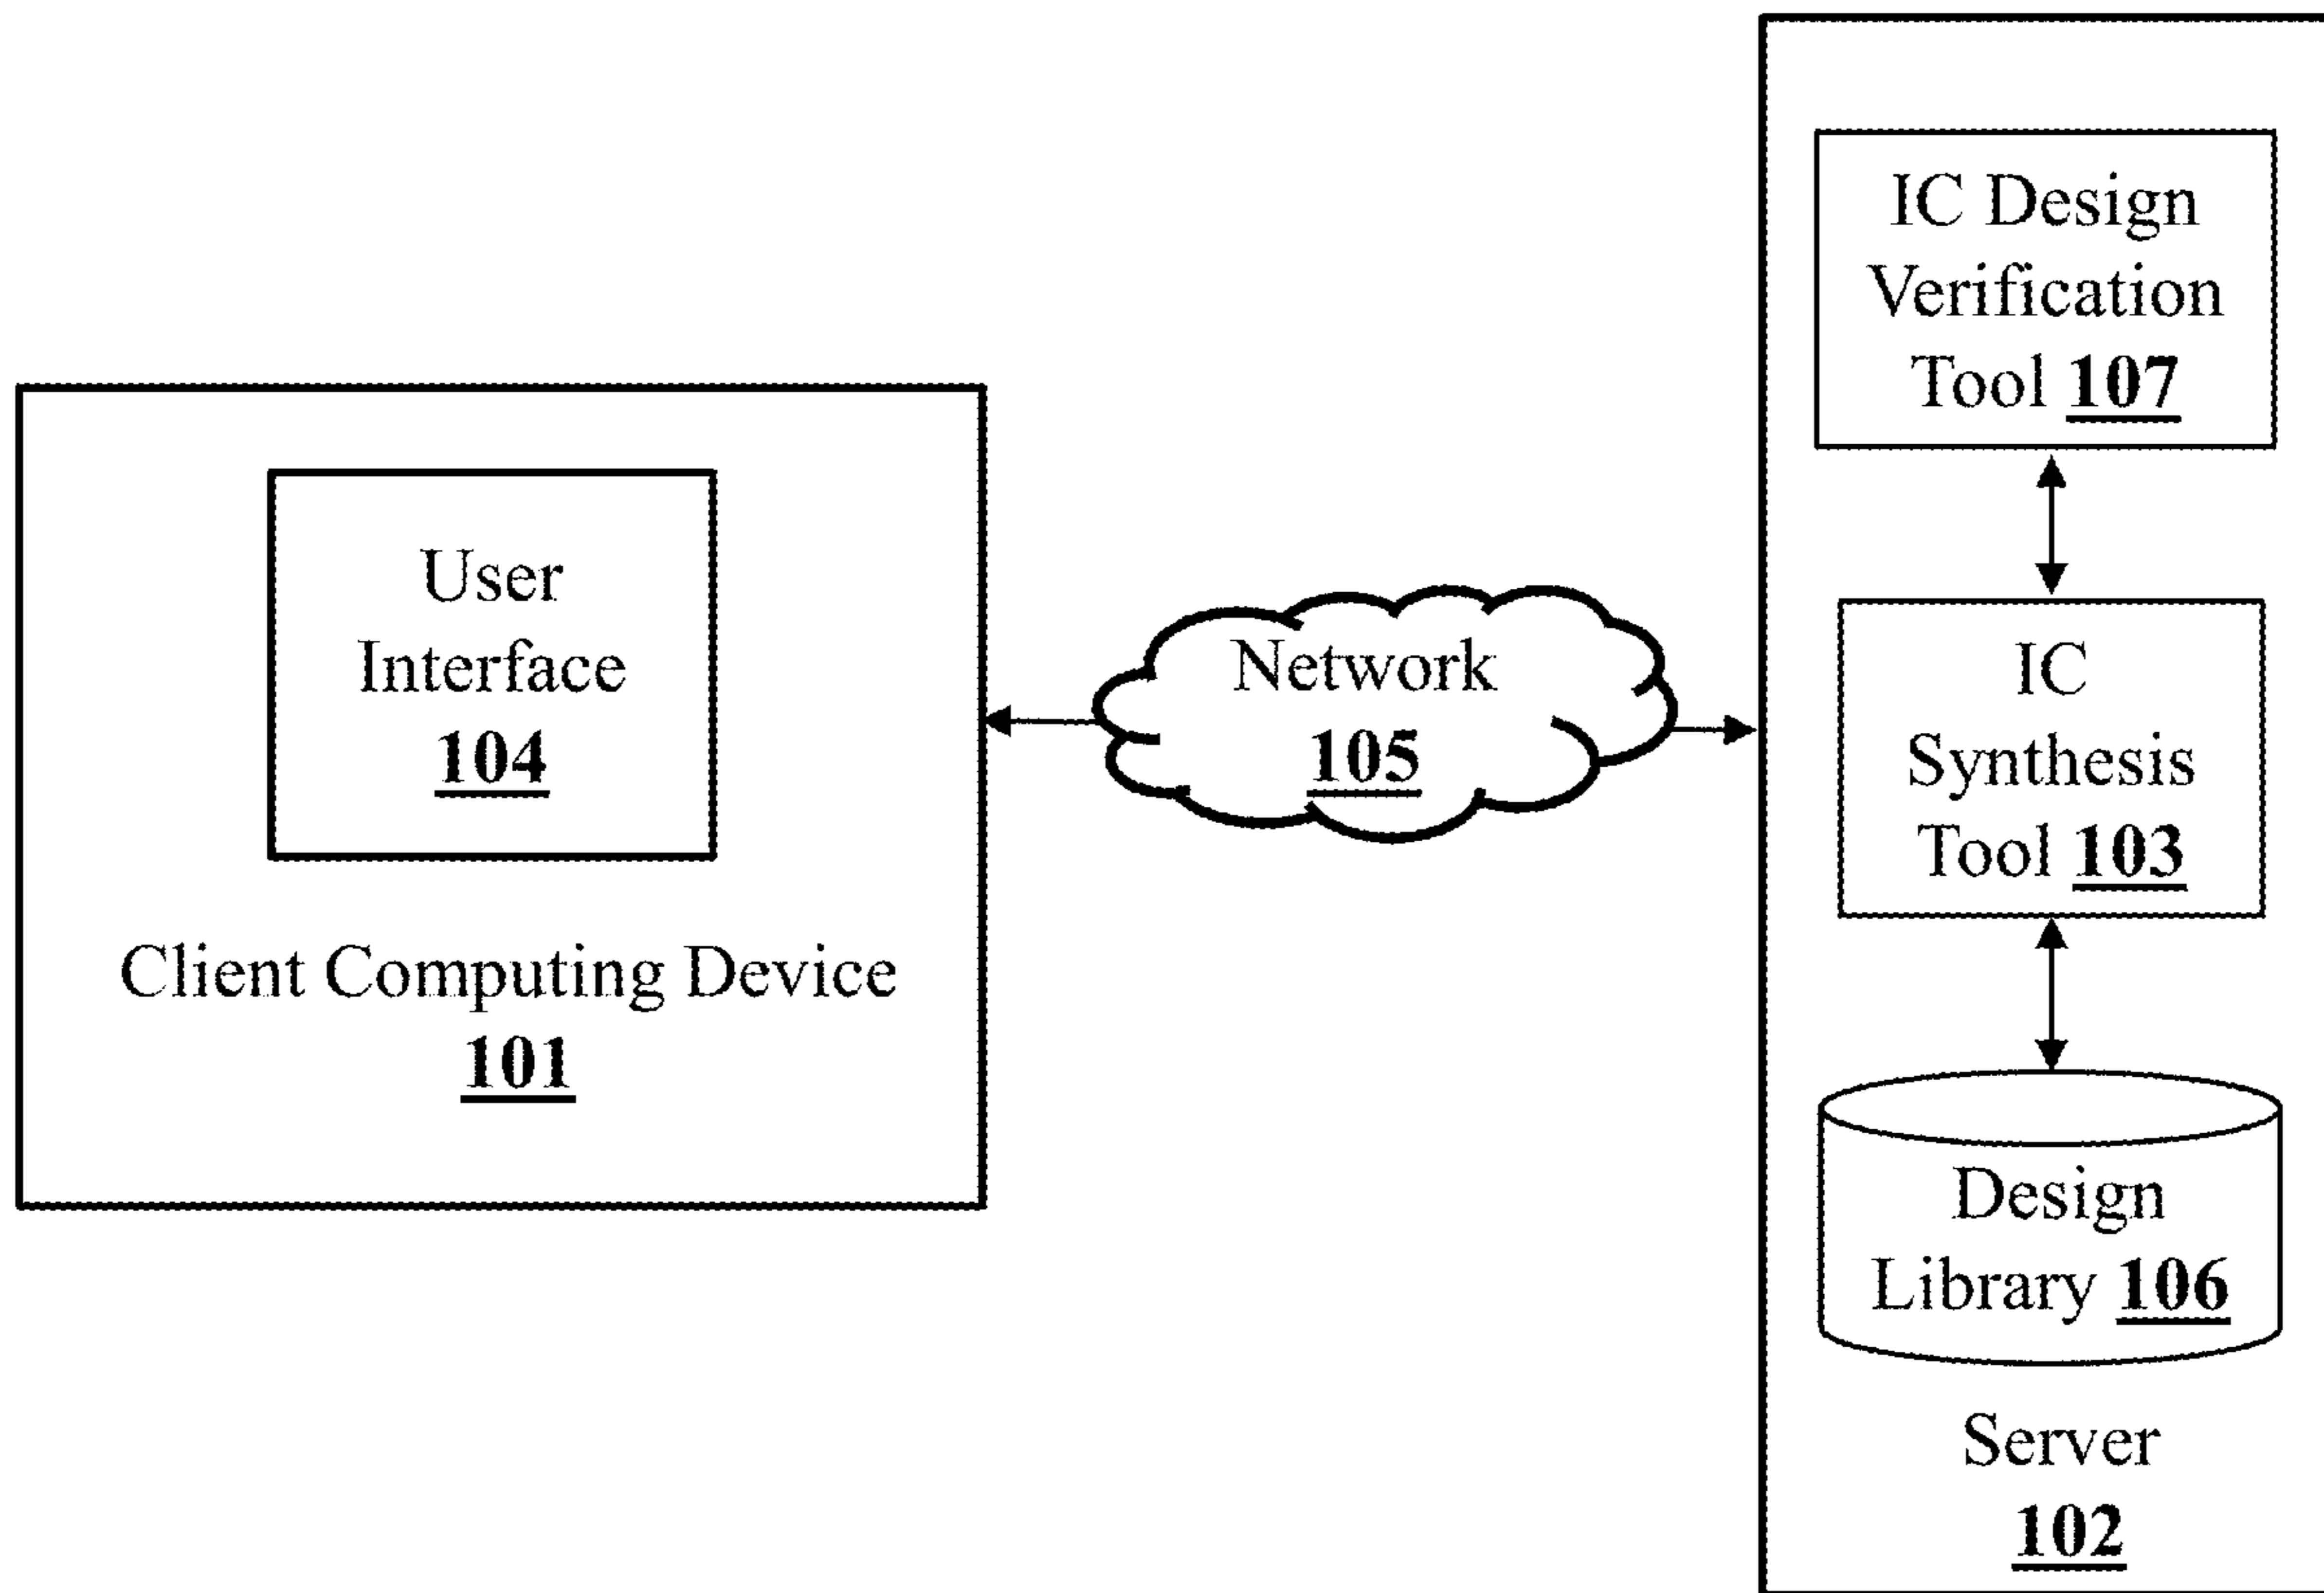 User
Interface
104
Client Computing Device
101
Network
105
IC Design
Verification
Tool 107
IC
Synthesis
Tool 103
Design
Library 106
Server
102